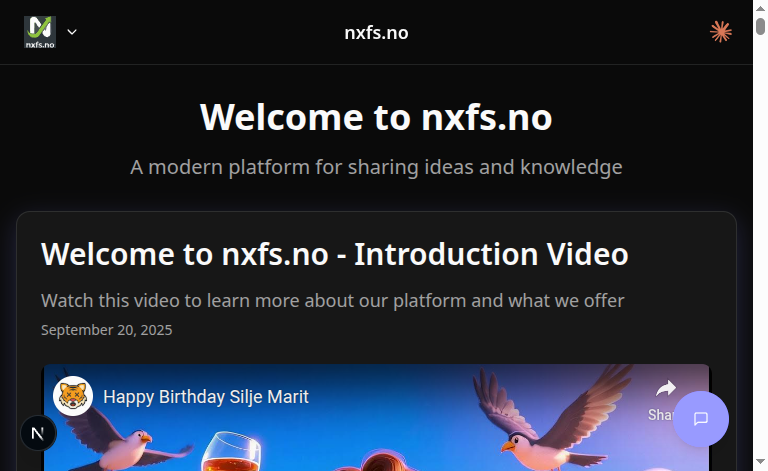 nxfs.no
nxfs.no
Welcome to nxfs.no
A modern platform for sharing ideas and knowledge
Welcome to nxfs.no - Introduction Video
Watch this video to learn more about our platform and what we offer
September 20, 2025
Happy Birthday Silje Marit
Shar
N